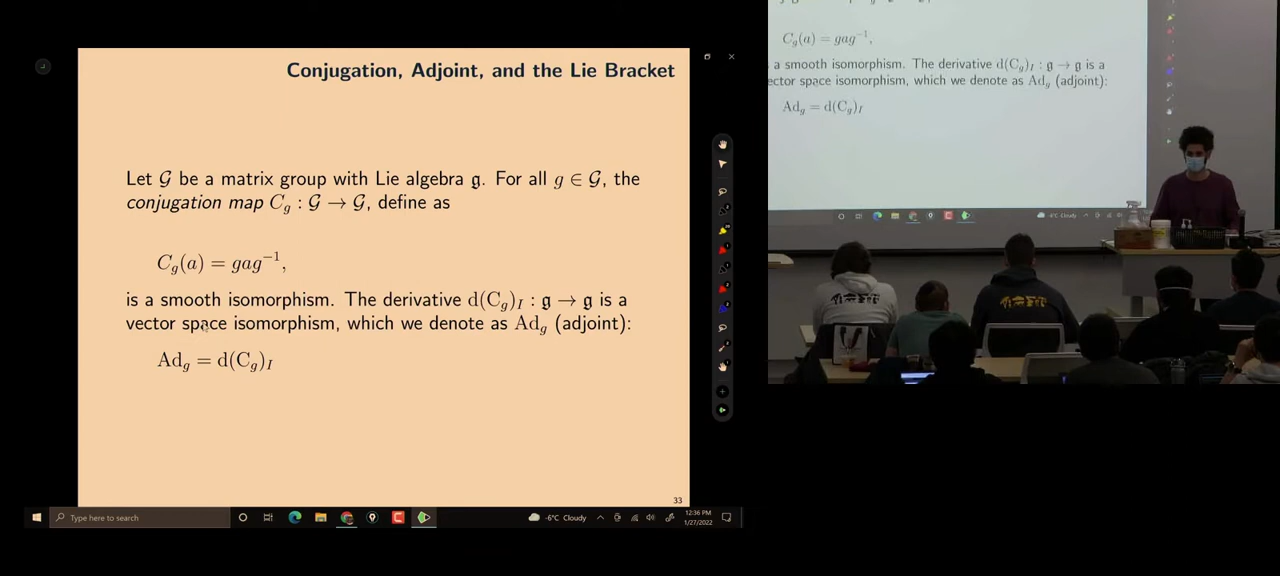 Conjugation, Adjoint, and the Lie Bracket
Let 𝒢 be a matrix group with Lie algebra 𝔤. For all g ∈ 𝒢, the
conjugation map C_g : 𝒢 → 𝒢, define as
C_g(a) = gag⁻¹,
is a smooth isomorphism. The derivative d(C_g)_I : 𝔤 → 𝔤 is a
vector space isomorphism, which we denote as Ad_g (adjoint):
Ad_g = d(C_g)_I
33
Type here to search
-6°C Cloudy
12:36 PM
1/27/2022
C_g(a) = gag⁻¹,
a smooth isomorphism. The derivative d(C_g)_I : 𝔤 → 𝔤 is a
ector space isomorphism, which we denote as Ad_g (adjoint):
Ad_g = d(C_g)_I
-6°C Cloudy